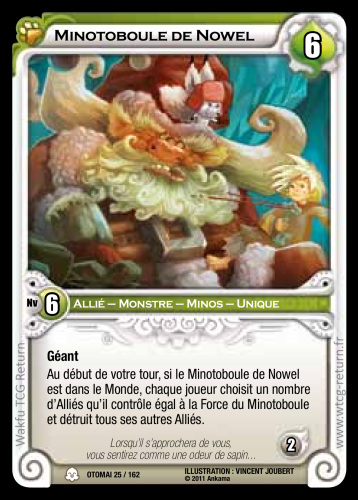 MINOTOBOULE DE NOWEL
6
Nv 6 ALLIÉ – MONSTRE – MINOS – UNIQUE
Géant
Au début de votre tour, si le Minotoboule de Nowel
est dans le Monde, chaque joueur choisit un nombre
d'Alliés qu'il contrôle égal à la Force du Minotoboule
et détruit tous ses autres Alliés.
Lorsqu'il s'approchera de vous,
vous sentirez comme une odeur de sapin...
2
OTOMAI 25 / 162
ILLUSTRATION : VINCENT JOUBERT
© 2011 Ankama
Wakfu TCG Return
www.wtcg-return.fr